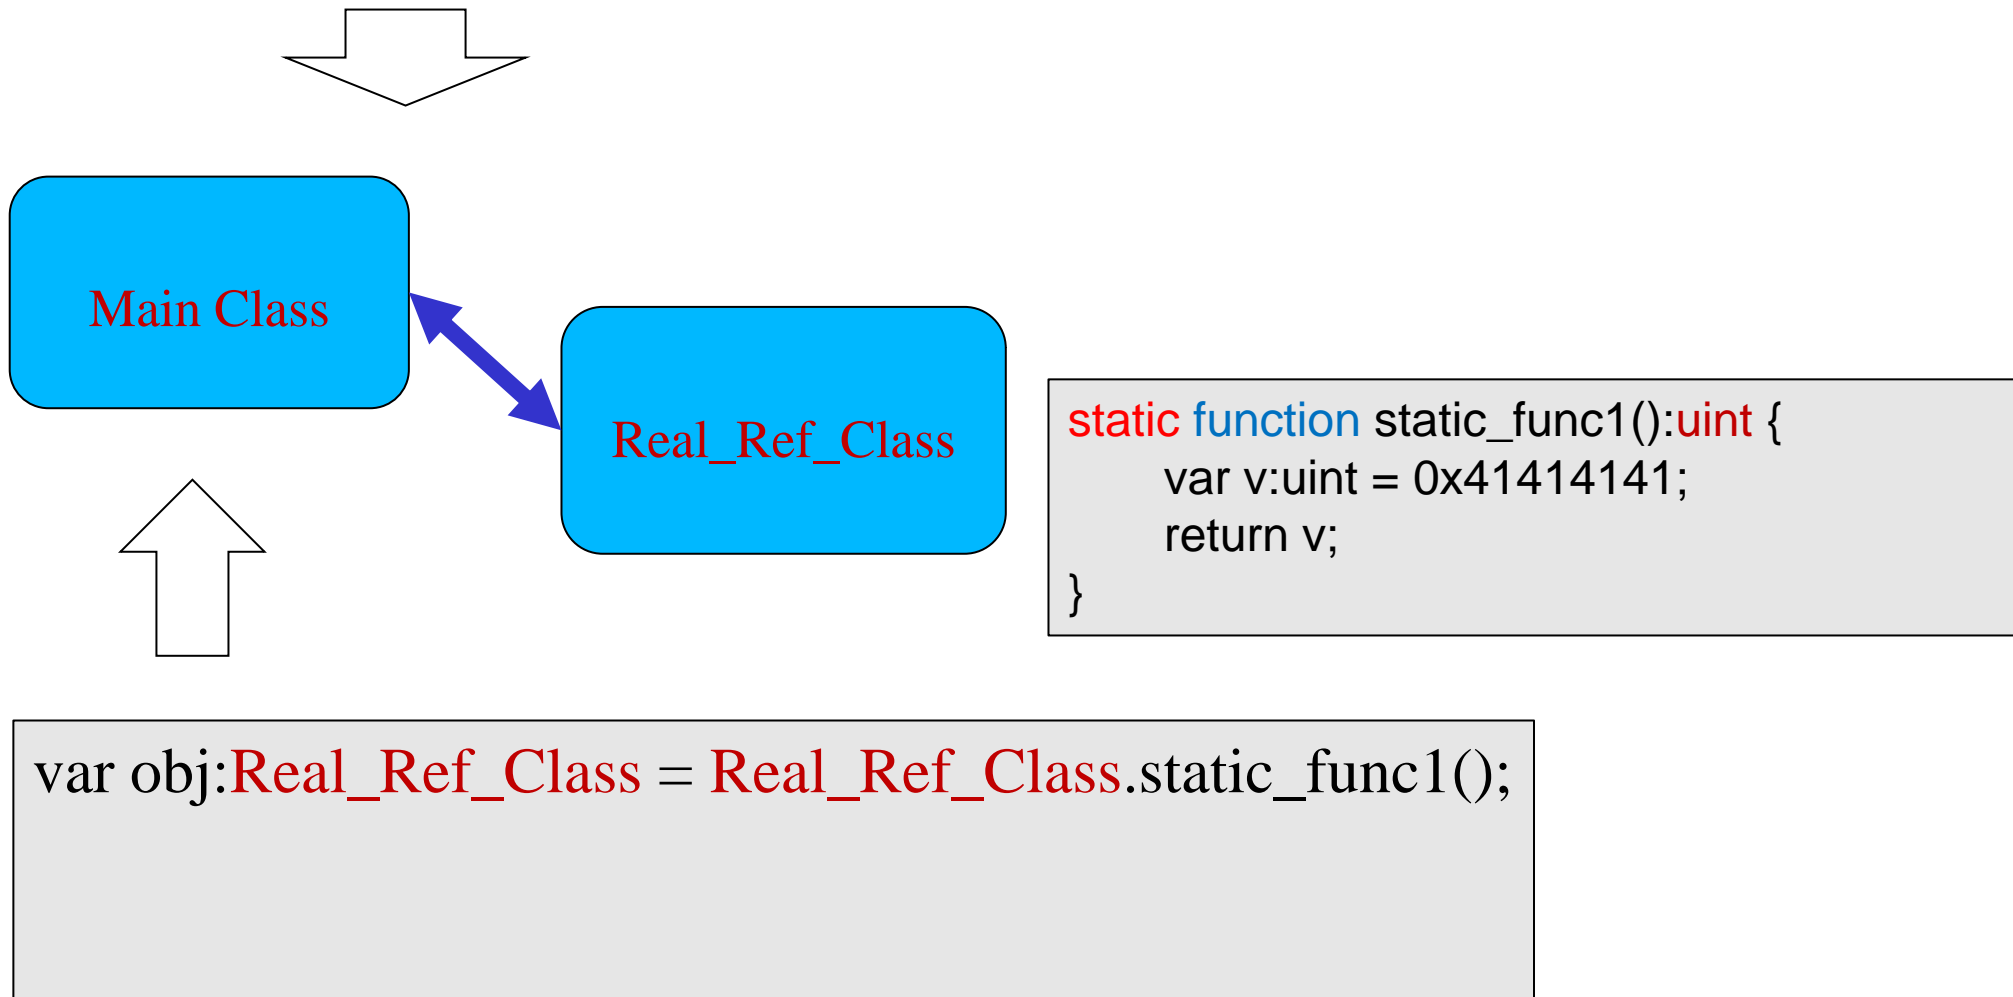 Main Class
Real_Ref_Class
static function static_func1():uint {
var v:uint = 0x41414141;
return v;
}
var obj:Real_Ref_Class = Real_Ref_Class.static_func1();